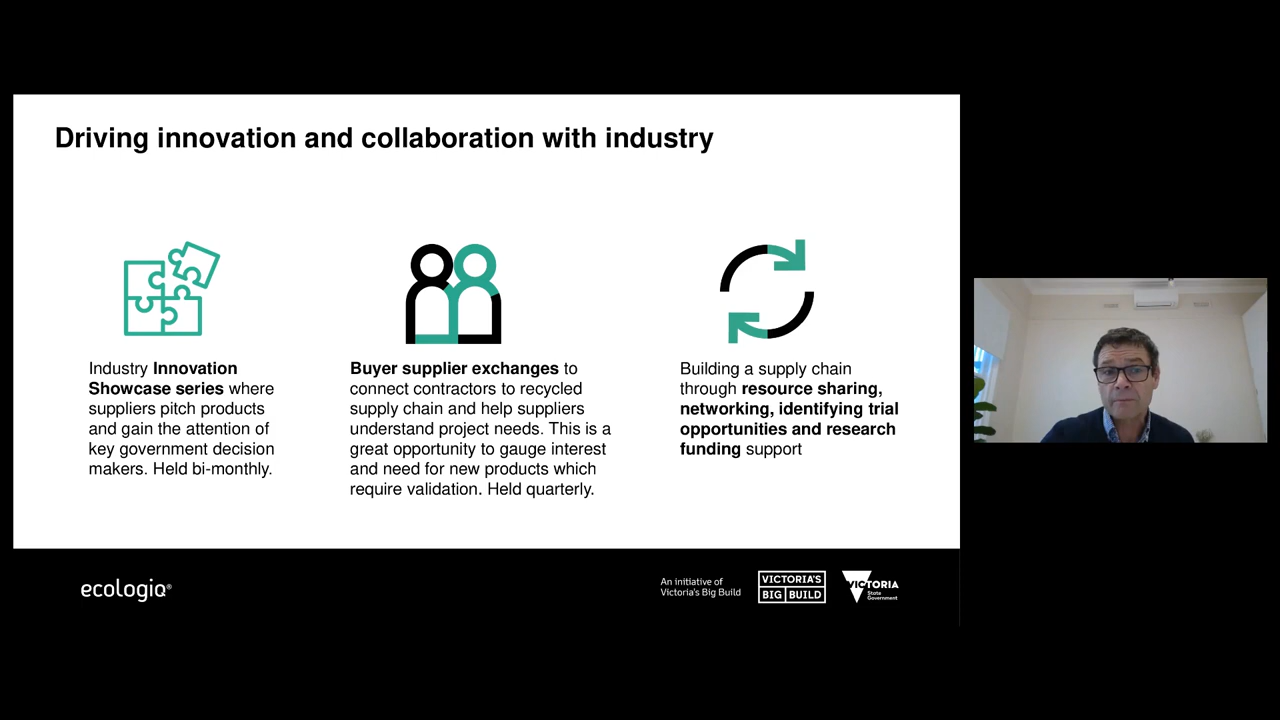 Driving innovation and collaboration with industry
Industry Innovation
Showcase series where
suppliers pitch products
and gain the attention of
key government decision
makers. Held bi-monthly.
Buyer supplier exchanges to
connect contractors to recycled
supply chain and help suppliers
understand project needs. This is a
great opportunity to gauge interest
and need for new products which
require validation. Held quarterly.
Building a supply chain
through resource sharing,
networking, identifying trial
opportunities and research
funding support
ecologiq®
An initiative of
Victoria's Big Build
VICTORIA'S
BIG BUILD
VICTORIA
State
Government